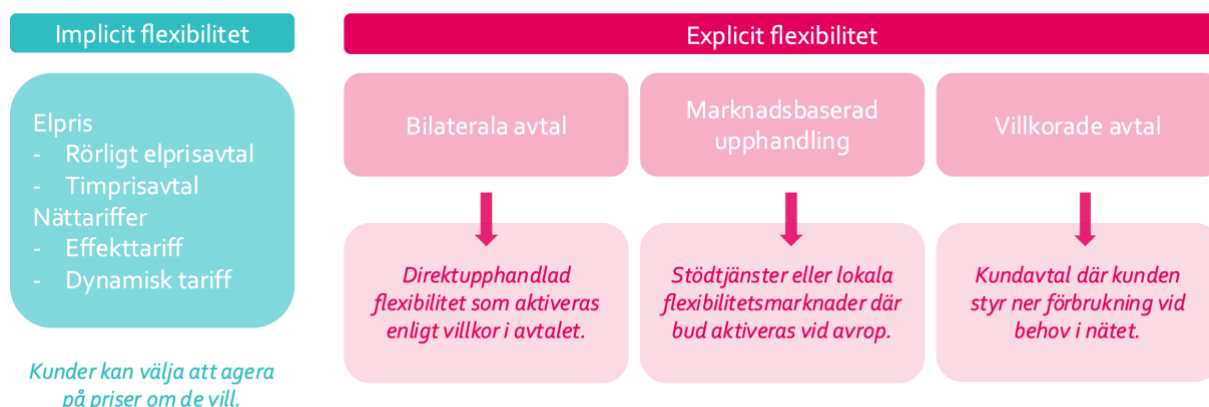 Implicit flexibilitet
Elpris
- Rörligt elprisavtal
- Timprisavtal
Nättariffer
- Effekttariff
- Dynamisk tariff
Kunder kan välja att agera
på priser om de vill.
Explicit flexibilitet
Bilaterala avtal
Direktupphandlad
flexibilitet som aktiveras
enligt villkor i avtalet.
Marknadsbaserad
upphandling
Stödtjänster eller lokala
flexibilitetsmarknader där
bud aktiveras vid avrop.
Villkorade avtal
Kundavtal där kunden
styr ner förbrukning vid
behov i nätet.